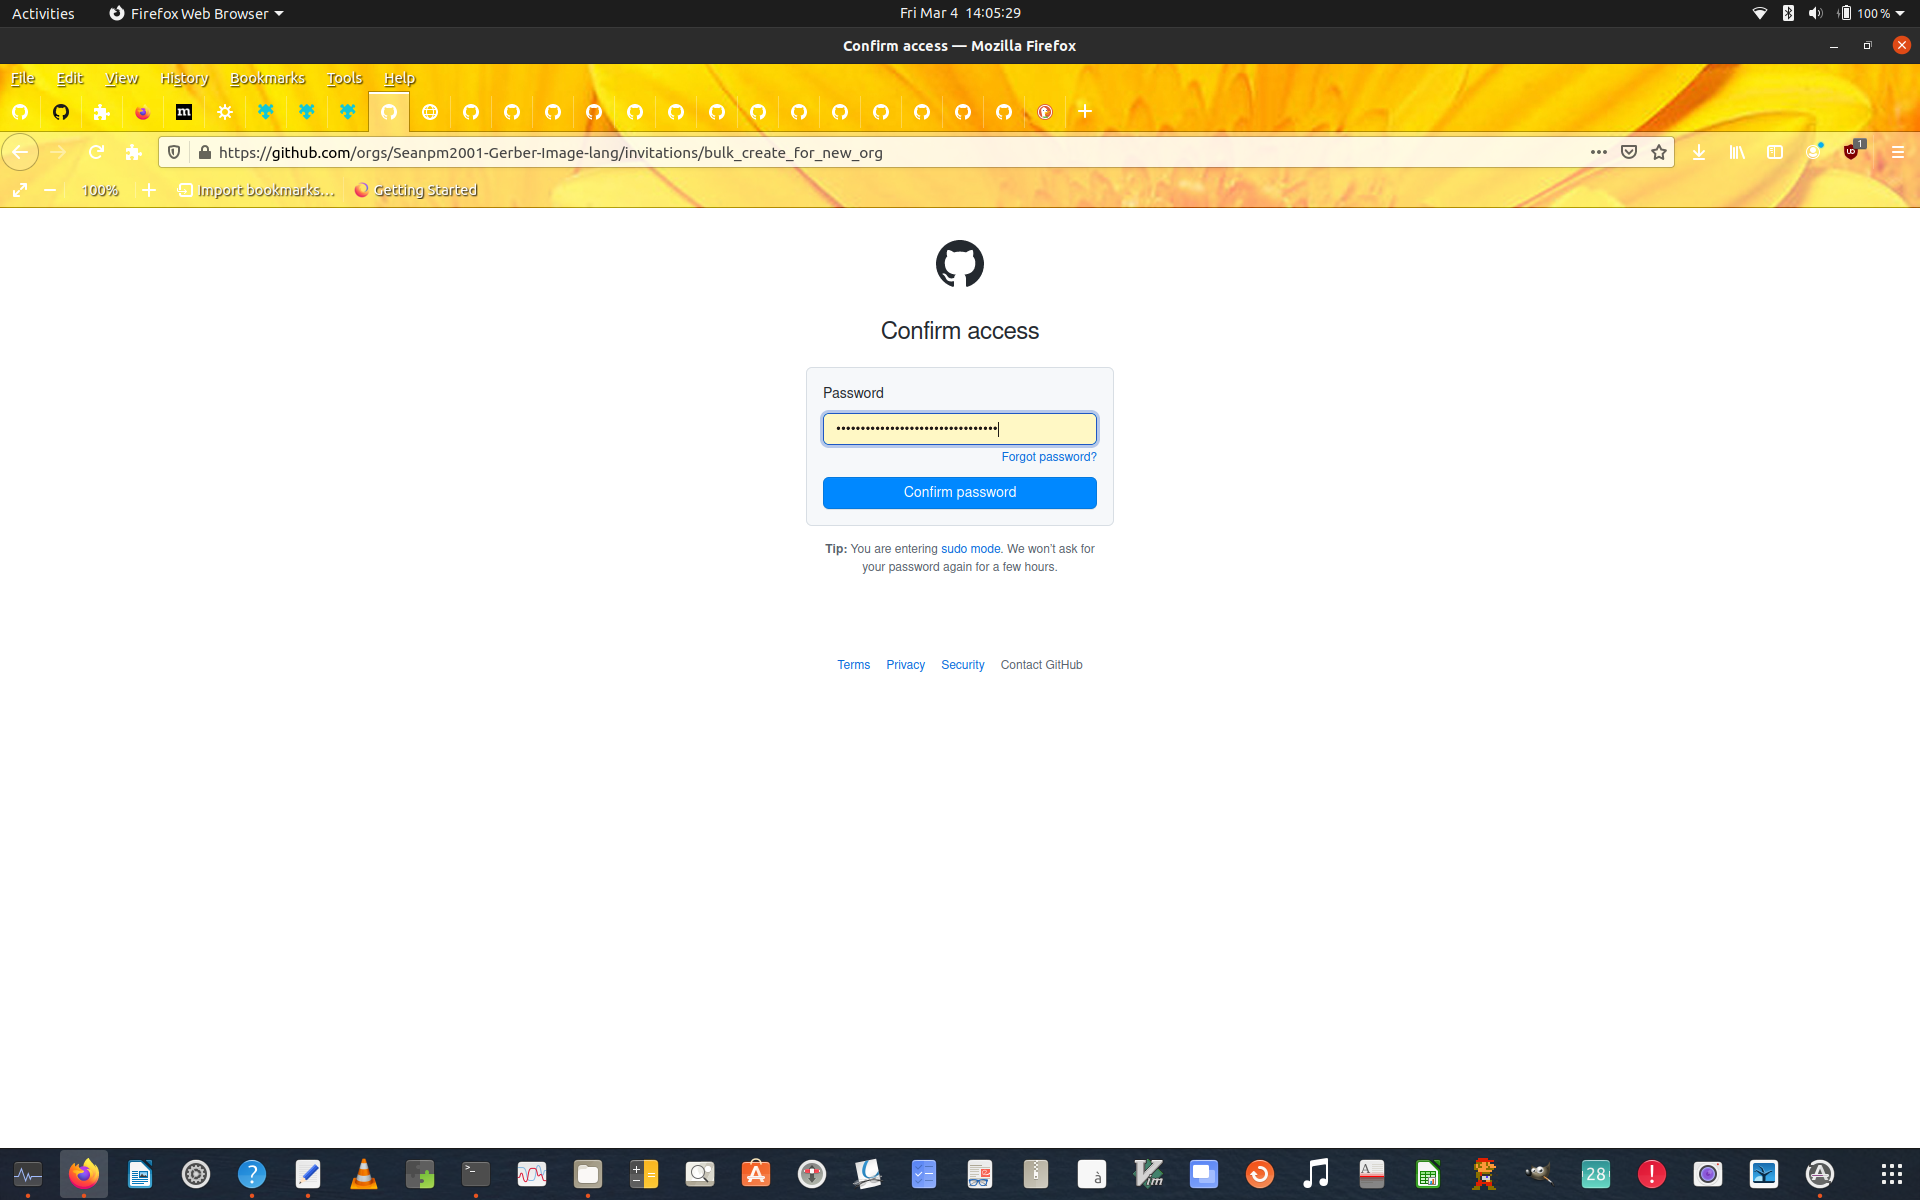 Activities
Firefox Web Browser
Fri Mar 4 14:05:29
100 %
Confirm access — Mozilla Firefox
File Edit View History Bookmarks Tools Help
https://github.com/orgs/Seanpm2001-Gerber-Image-lang/invitations/bulk_create_for_new_org
1
100%
Import bookmarks...
Getting Started
Confirm access
Password
•••••••••••••••••••••••••••••••••
Forgot password?
Confirm password
Tip: You are entering sudo mode. We won't ask for
your password again for a few hours.
Terms Privacy Security Contact GitHub
28